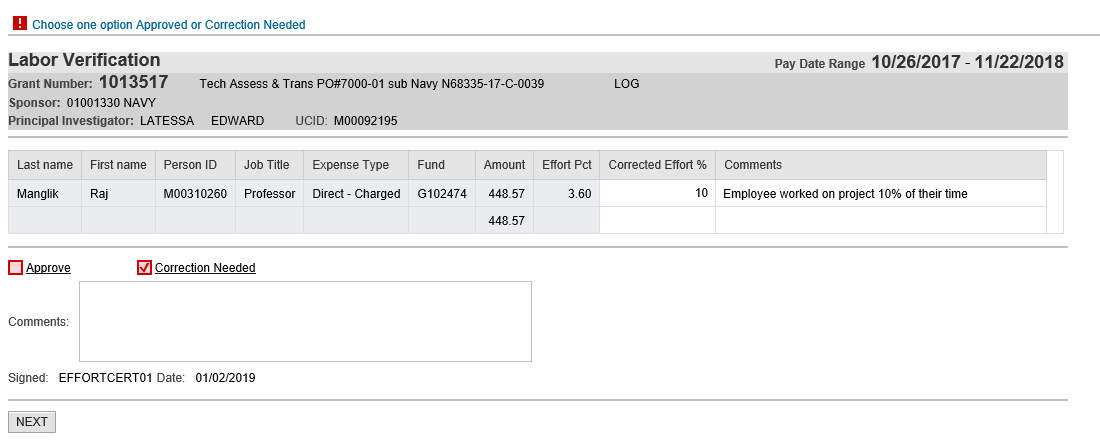 Choose one option Approved or Correction Needed
Labor Verification Pay Date Range 10/26/2017 - 11/22/2018
Grant Number: 1013517 Tech Assess & Trans PO#7000-01 sub Navy N68335-17-C-0039 LOG
Sponsor: 01001330 NAVY
Principal Investigator: LATESSA EDWARD UCID: M00092195
Last name First name Person ID Job Title Expense Type Fund Amount Effort Pct Corrected Effort % Comments
Manglik Raj M00310260 Professor Direct - Charged G102474 448.57 3.60 10 Employee worked on project 10% of their time
448.57
Approve Correction Needed
Comments:
Signed: EFFORTCERT01 Date: 01/02/2019
NEXT